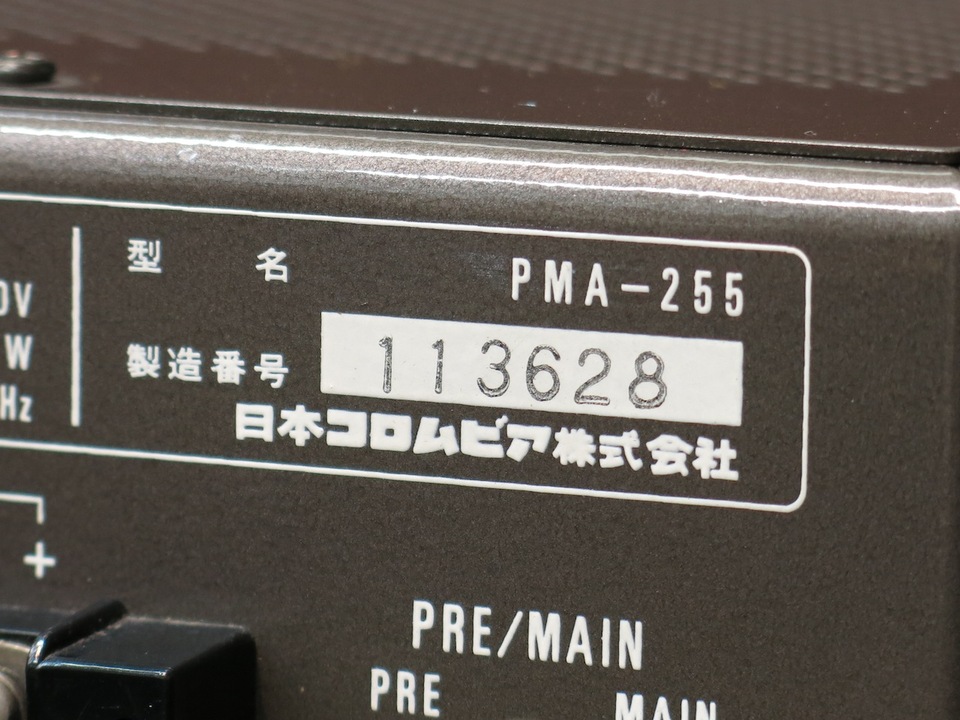 型名 PMA-255
V
W
Hz
製造番号 113628
日本コロムビア株式会社
+
PRE/MAIN
PRE MAIN